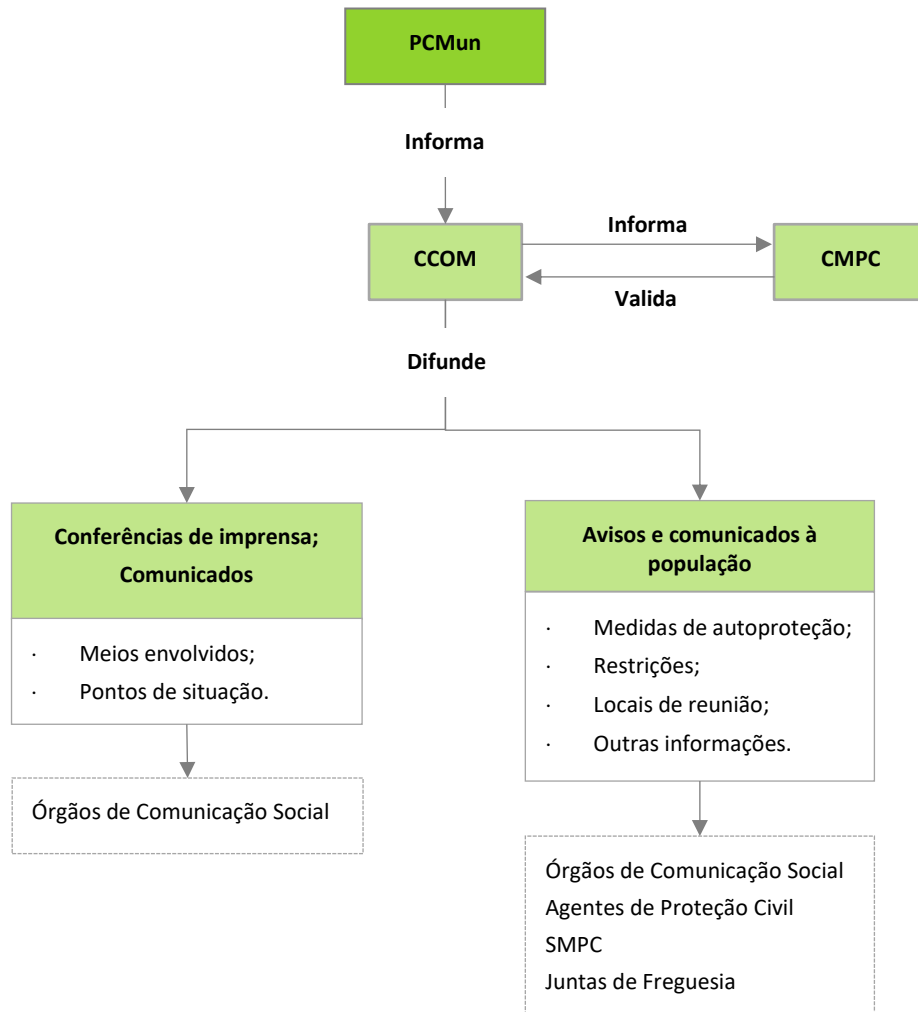 PCMun
Informa
Informa
CCOM
CMPC
Valida
Difunde
Conferências de imprensa;
Comunicados
· Meios envolvidos;
· Pontos de situação.
Órgãos de Comunicação Social
Avisos e comunicados à
população
· Medidas de autoproteção;
· Restrições;
· Locais de reunião;
· Outras informações.
Órgãos de Comunicação Social
Agentes de Proteção Civil
SMPC
Juntas de Freguesia